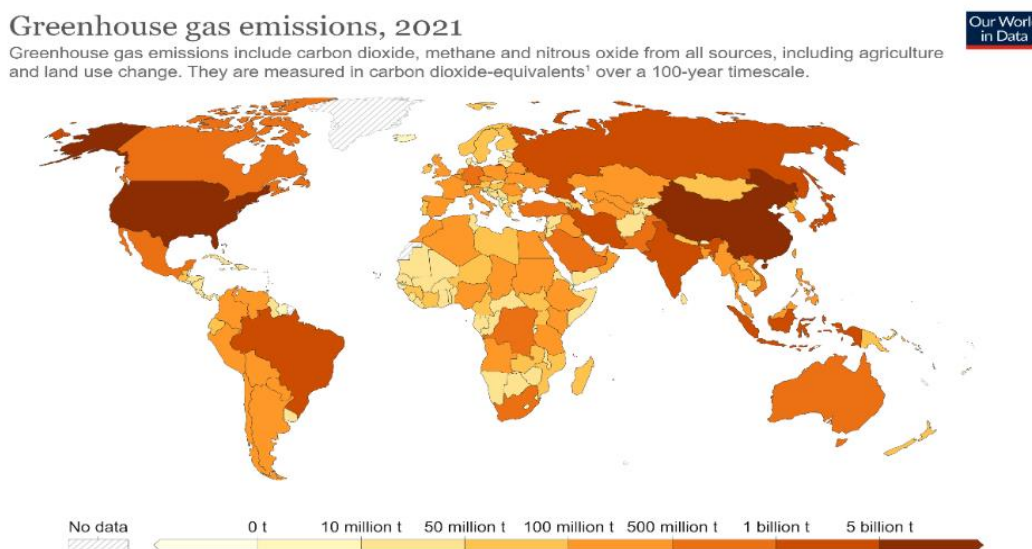 Greenhouse gas emissions, 2021
Our World
in Data
Greenhouse gas emissions include carbon dioxide, methane and nitrous oxide from all sources, including agriculture
and land use change. They are measured in carbon dioxide-equivalents¹ over a 100-year timescale.
No data 0 t 10 million t 50 million t 100 million t 500 million t 1 billion t 5 billion t